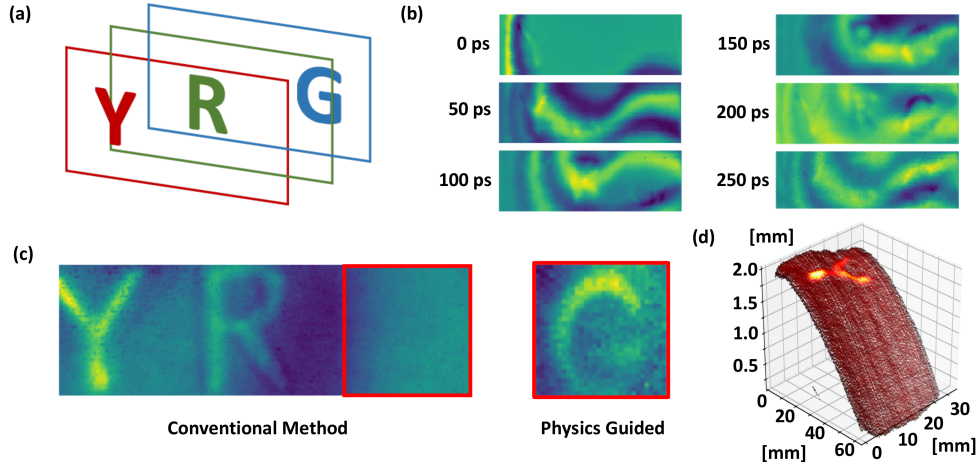 (a)
Y R G
(b)
0 ps
50 ps
100 ps
150 ps
200 ps
250 ps
(c)
Y R
Conventional Method
G
Physics Guided
(d)
[mm]
2.0
1.5
1.0
0.5
0
20
40
60
[mm]
0
10
20
30
[mm]